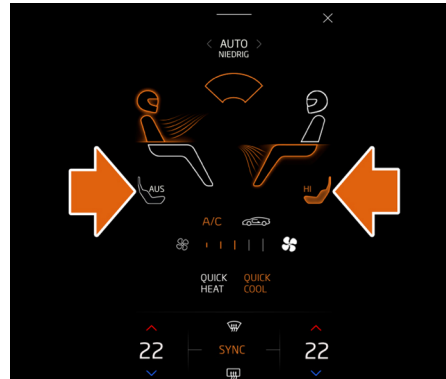 AUTO
NIEDRIG
AUS
HI
A/C
QUICK
HEAT
QUICK
COOL
22
SYNC
22